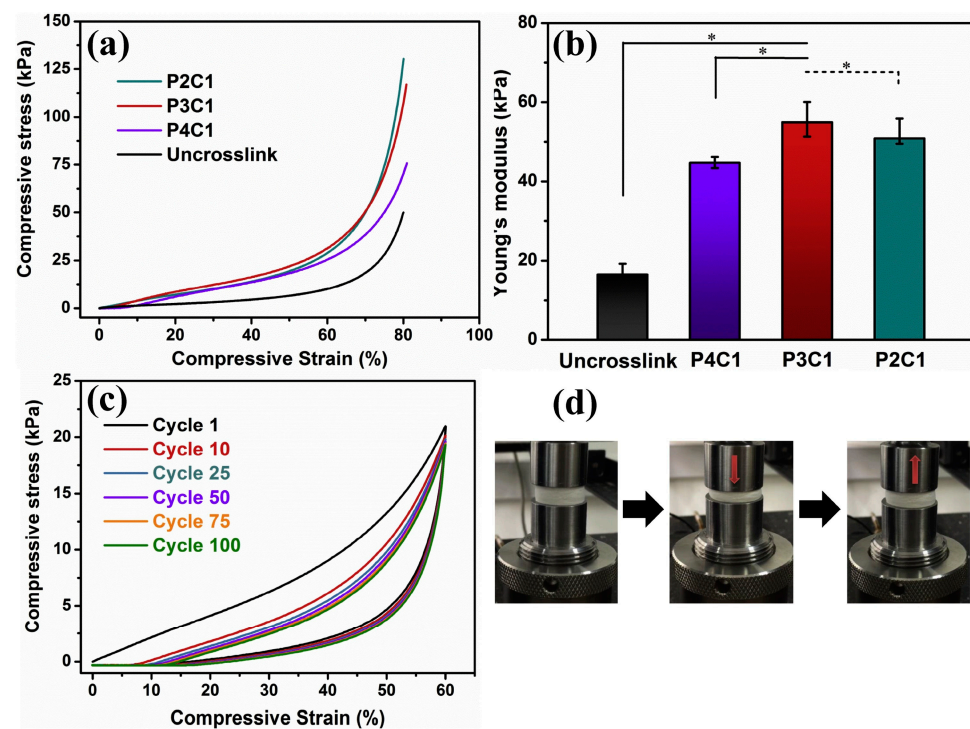 (a)
Compressive stress (kPa)
150
125
100
75
50
25
0
P2C1
P3C1
P4C1
Uncrosslink
0 20 40 60 80 100
Compressive Strain (%)
(b)
Young's modulus (kPa)
80
60
40
20
0
*
*
*
Uncrosslink P4C1 P3C1 P2C1
(c)
Compressive stress (kPa)
25
20
15
10
5
0
Cycle 1
Cycle 10
Cycle 25
Cycle 50
Cycle 75
Cycle 100
0 10 20 30 40 50 60
Compressive Strain (%)
(d)